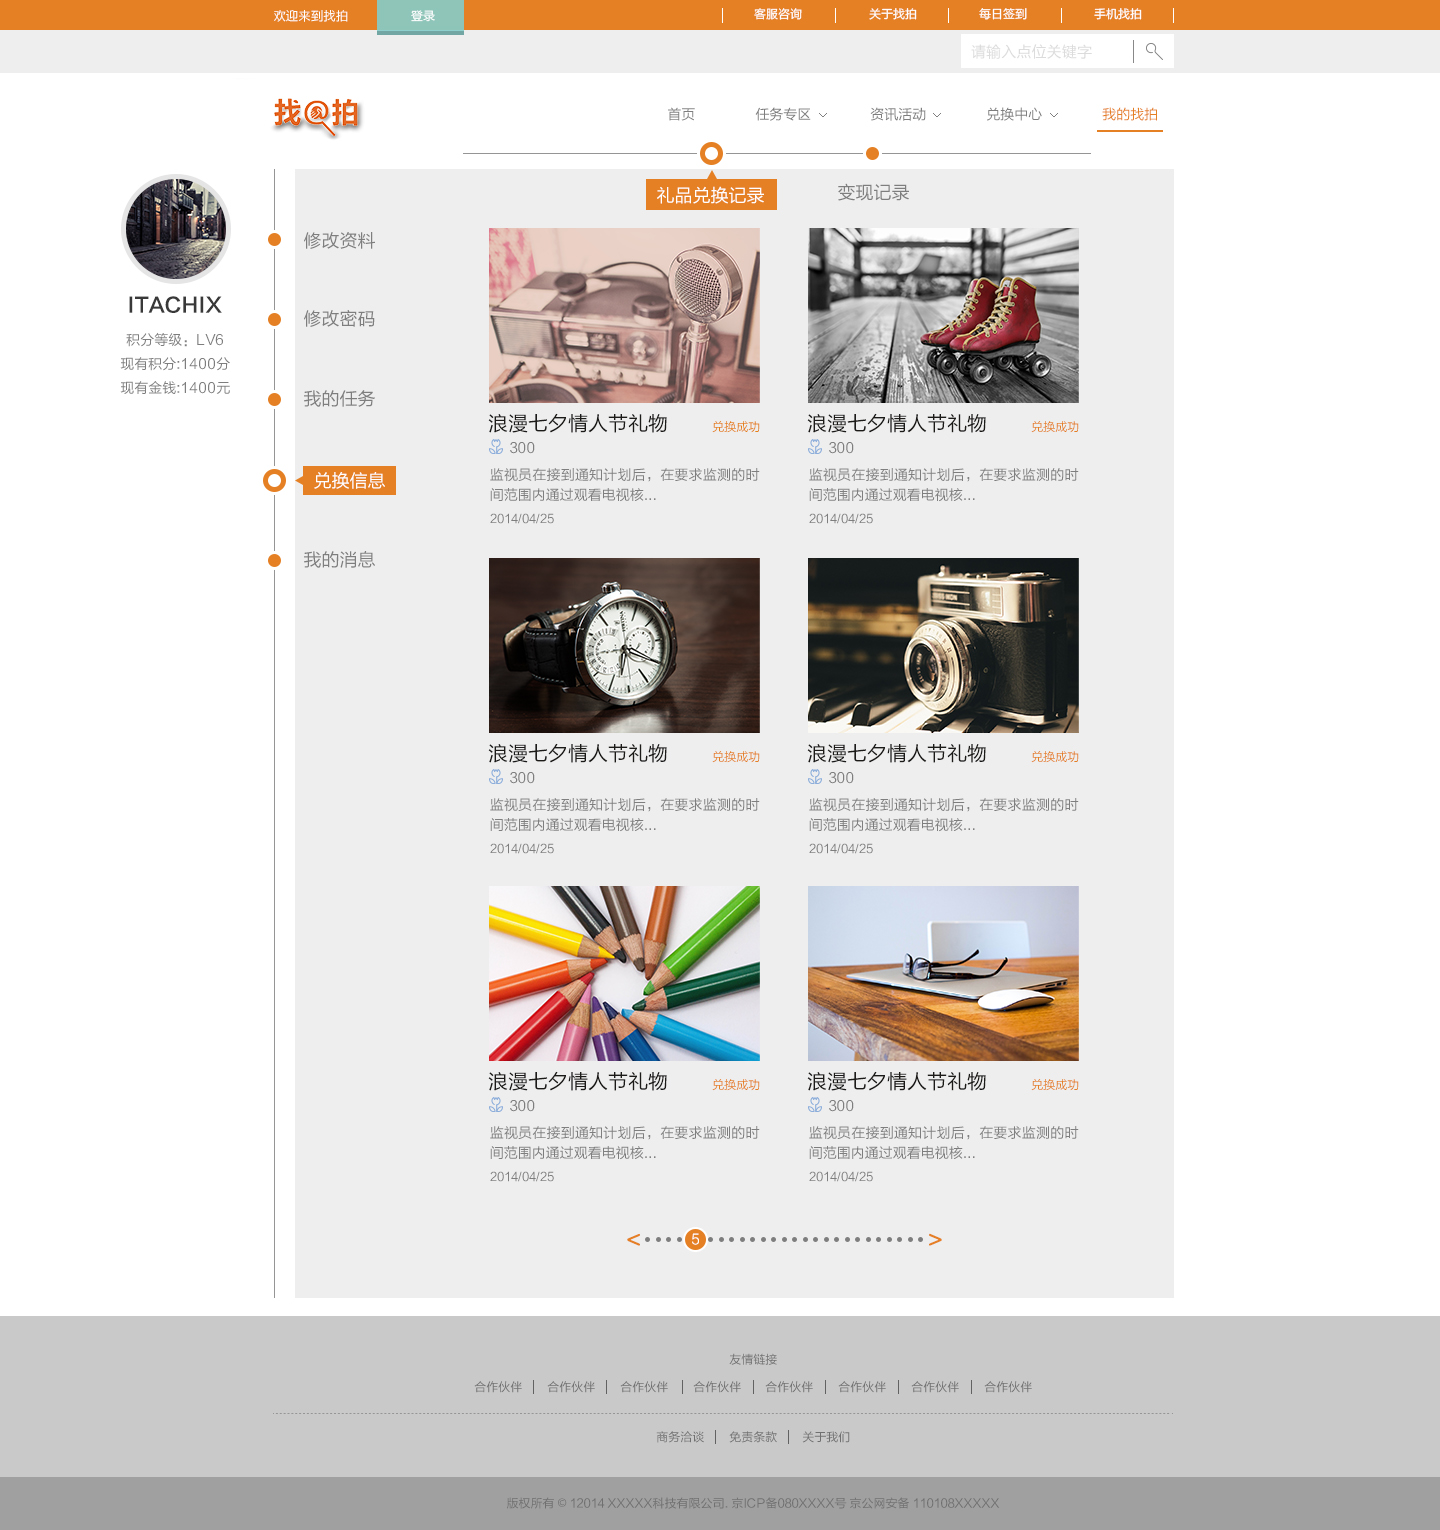 欢迎来到找拍
登录
客服咨询
关于找拍
每日签到
手机找拍
请输入点位关键字
找拍
首页
任务专区
资讯活动
兑换中心
我的找拍
礼品兑换记录
变现记录
ITACHIX
积分等级：LV6
现有积分:1400分
现有金钱:1400元
修改资料
修改密码
我的任务
兑换信息
我的消息
浪漫七夕情人节礼物
兑换成功
300
监视员在接到通知计划后，在要求监测的时
间范围内通过观看电视核...
2014/04/25
浪漫七夕情人节礼物
兑换成功
300
监视员在接到通知计划后，在要求监测的时
间范围内通过观看电视核...
2014/04/25
浪漫七夕情人节礼物
兑换成功
300
监视员在接到通知计划后，在要求监测的时
间范围内通过观看电视核...
2014/04/25
浪漫七夕情人节礼物
兑换成功
300
监视员在接到通知计划后，在要求监测的时
间范围内通过观看电视核...
2014/04/25
浪漫七夕情人节礼物
兑换成功
300
监视员在接到通知计划后，在要求监测的时
间范围内通过观看电视核...
2014/04/25
浪漫七夕情人节礼物
兑换成功
300
监视员在接到通知计划后，在要求监测的时
间范围内通过观看电视核...
2014/04/25
< 5 >
友情链接
合作伙伴 合作伙伴 合作伙伴 合作伙伴 合作伙伴 合作伙伴 合作伙伴 合作伙伴
商务洽谈 免责条款 关于我们
版权所有 © 12014 XXXXX科技有限公司. 京ICP备080XXXX号 京公网安备 110108XXXXX